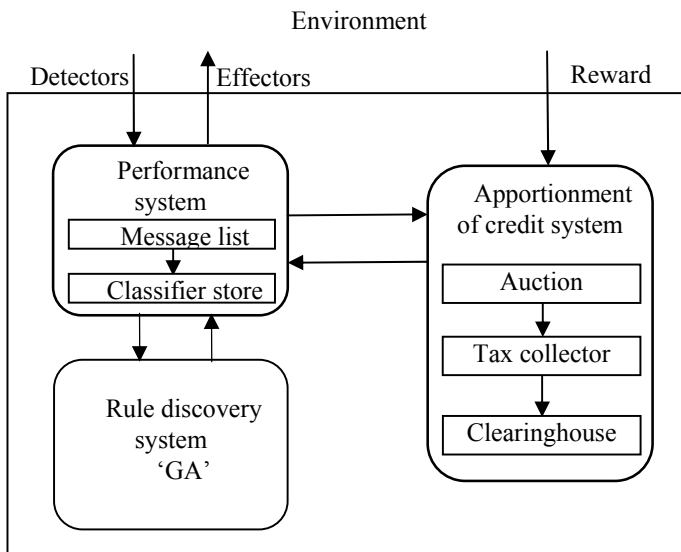 Environment
Detectors
Effectors
Reward
Performance
system
Message list
Classifier store
Apportionment
of credit system
Auction
Tax collector
Clearinghouse
Rule discovery
system
‘GA’